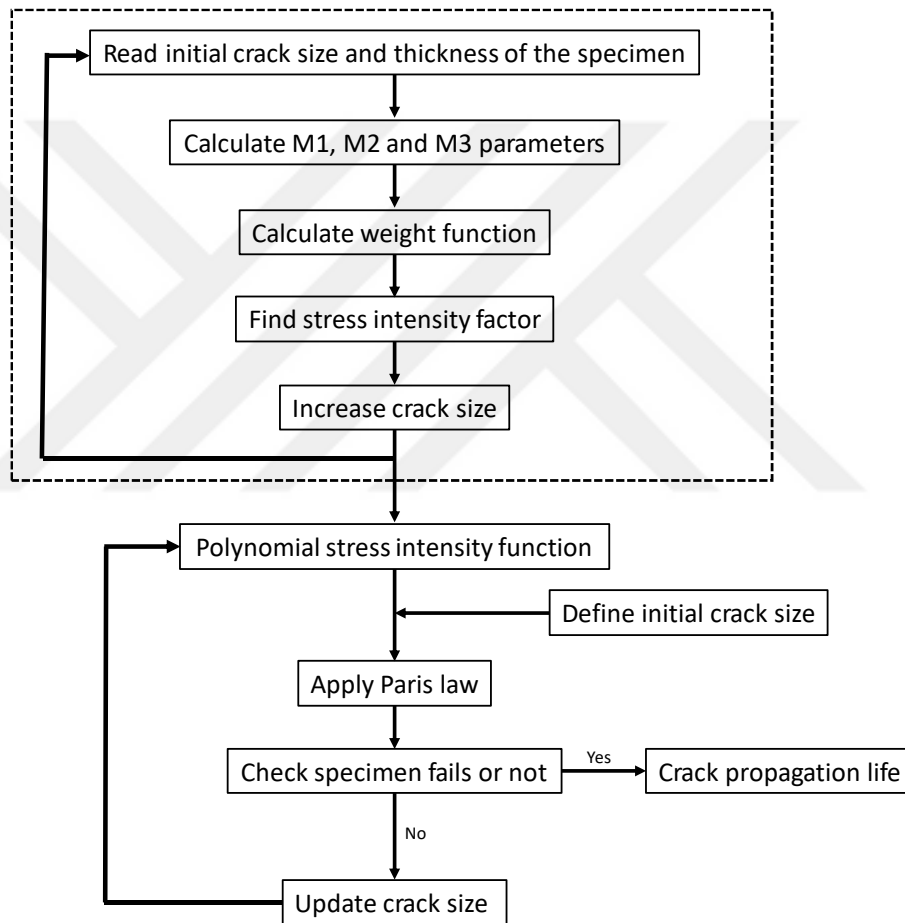 Read initial crack size and thickness of the specimen
Calculate M1, M2 and M3 parameters
Calculate weight function
Find stress intensity factor
Increase crack size
Polynomial stress intensity function
Define initial crack size
Apply Paris law
Check specimen fails or not
Yes
Crack propagation life
No
Update crack size